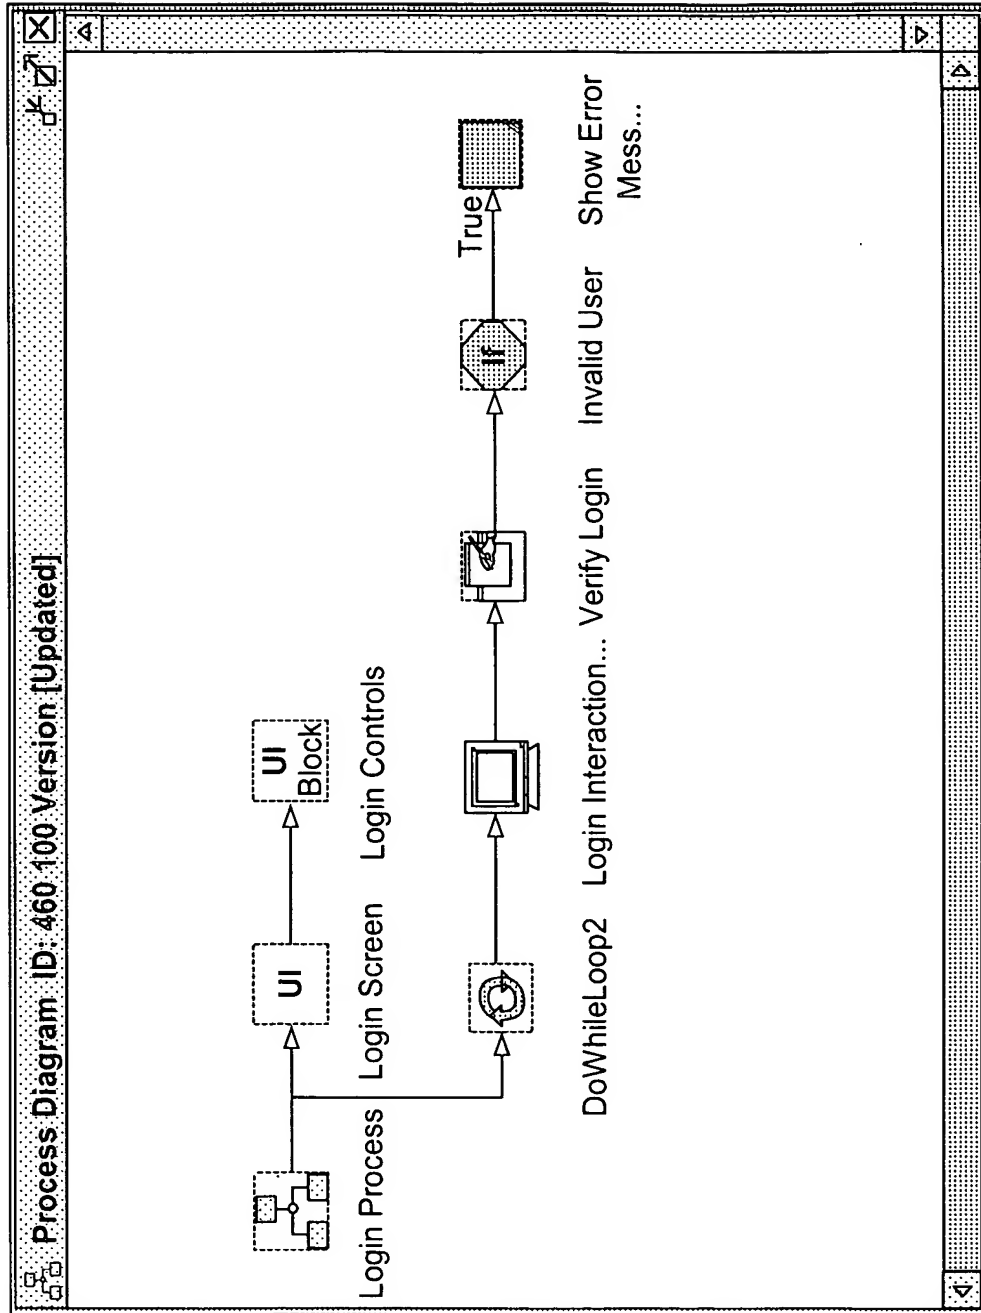 Process Diagram ID: 460 100 Version [Updated]
UI
UI
Block
Login Process
Login Screen
Login Controls
True
If
DoWhileLoop2
Login Interaction...
Verify Login
Invalid User
Show Error
Mess...